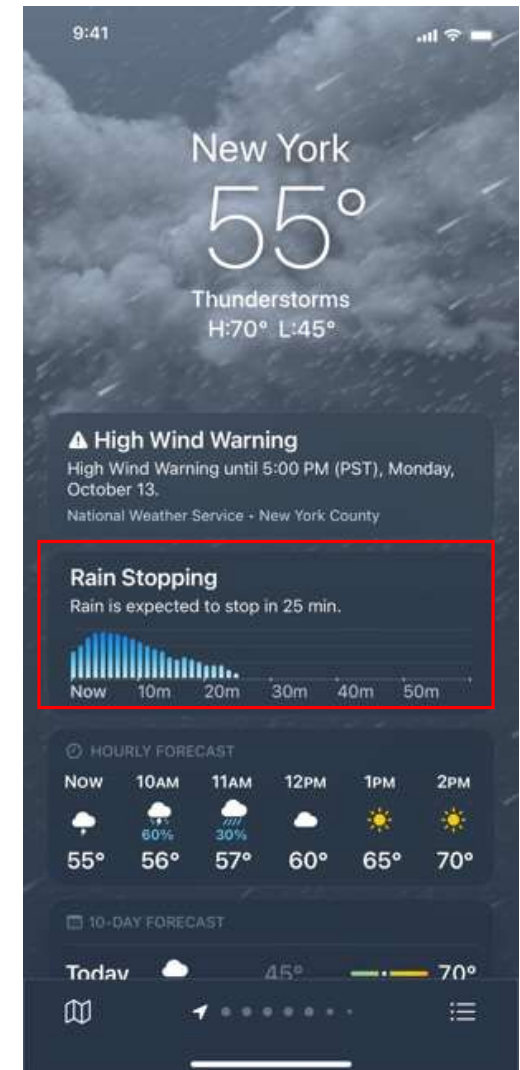 9:41
New York
55°
Thunderstorms
H:70° L:45°
High Wind Warning
High Wind Warning until 5:00 PM (PST), Monday,
October 13.
National Weather Service • New York County
Rain Stopping
Rain is expected to stop in 25 min.
Now 10m 20m 30m 40m 50m
HOURLY FORECAST
Now 10AM 11AM 12PM 1PM 2PM
60% 30%
55° 56° 57° 60° 65° 70°
10-DAY FORECAST
Today 45° 70°